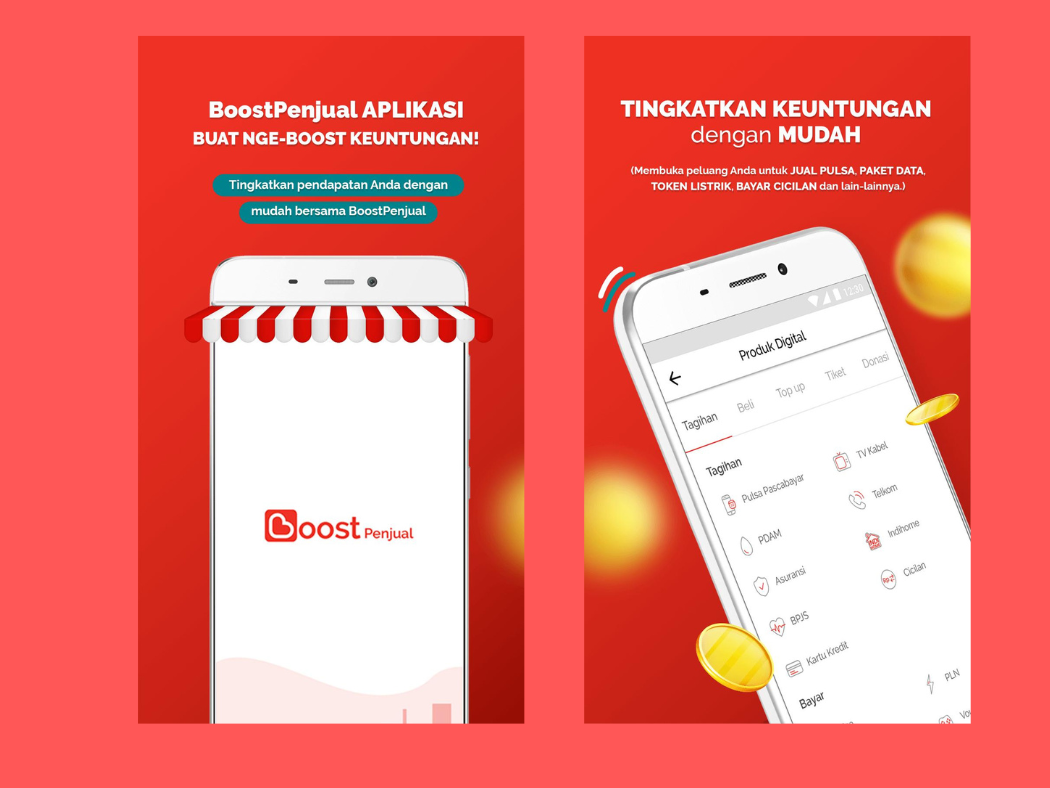 BoostPenjual APLIKASI
BUAT NGE-BOOST KEUNTUNGAN!
Tingkatkan pendapatan Anda dengan
mudah bersama BoostPenjual
Boost Penjual
TINGKATKAN KEUNTUNGAN
dengan MUDAH
(Membuka peluang Anda untuk JUAL PULSA, PAKET DATA,
TOKEN LISTRIK, BAYAR CICILAN dan lain-lainnya.)
12:30
Produk Digital
Tagihan Beli Top up Tiket Donasi
Tagihan
Pulsa Pascabayar TV Kabel
PDAM Telkom
Asuransi Indihome
BPJS Cicilan
Kartu Kredit
Bayar PLN